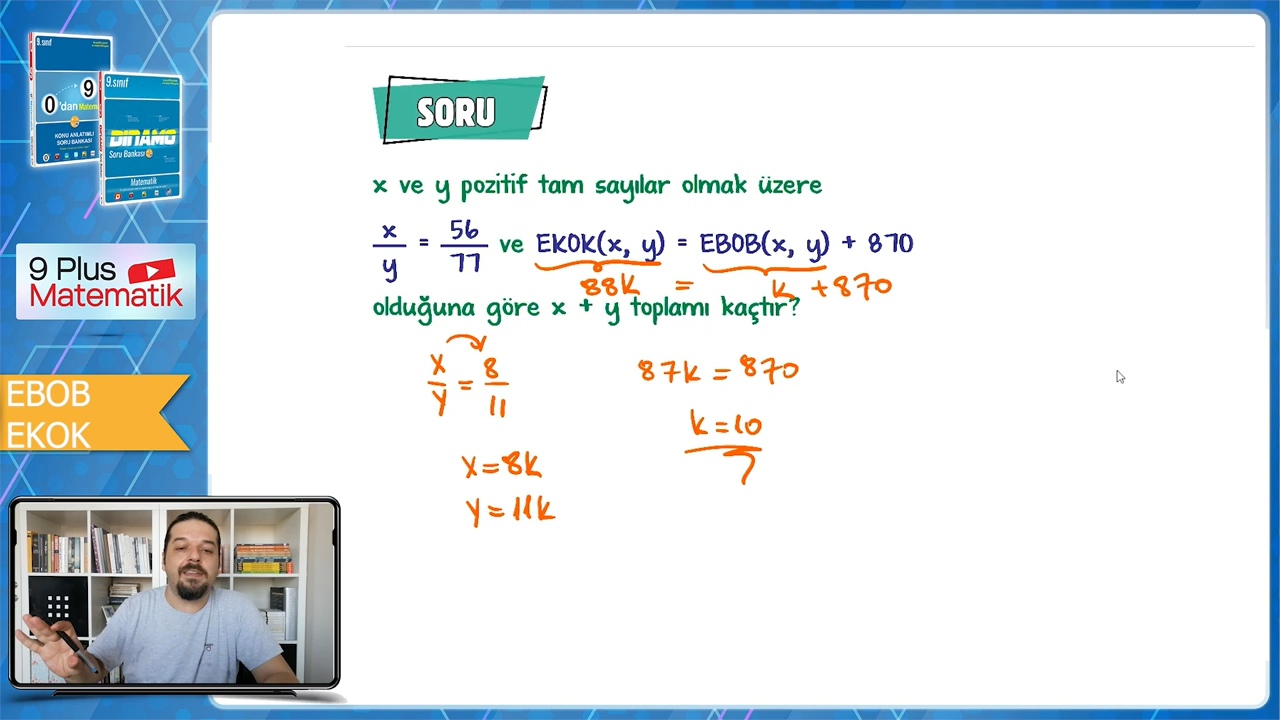 9.sınıf
0'dan 9 Matem
KONU ANLATIMLI
SORU BANKASI
9.sınıf
DİNAMO
Soru Bankası
Matematik
9 Plus
Matematik
EBOB
EKOK
SORU
x ve y pozitif tam sayılar olmak üzere
x/y = 56/77 ve EKOK(x, y) = EBOB(x, y) + 870
88k = k + 870
olduğuna göre x + y toplamı kaçtır?
x/y = 8/11
87k = 870
k = 10
x = 8k
y = 11k